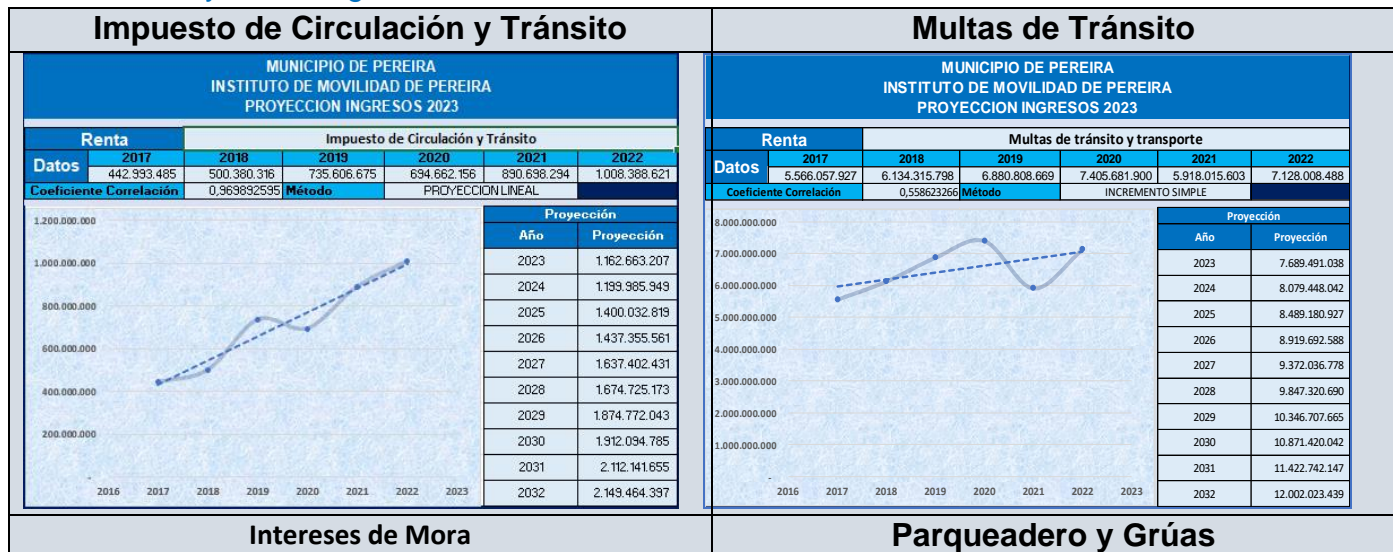 Impuesto de Circulación y Tránsito
MUNICIPIO DE PEREIRA
INSTITUTO DE MOVILIDAD DE PEREIRA
PROYECCION INGRESOS 2023
Renta Impuesto de Circulación y Tránsito
Datos 2017 2018 2019 2020 2021 2022
442.993.485 500.380.316 735.606.675 694.662.156 890.698.294 1.008.388.621
Coeficiente Correlación 0,969892595 Método PROYECCION LINEAL
1.200.000.000
1.000.000.000
800.000.000
600.000.000
400.000.000
200.000.000
-
2016 2017 2018 2019 2020 2021 2022 2023
Proyección
Año Proyección
2023 1.162.663.207
2024 1.199.985.949
2025 1.400.032.819
2026 1.437.355.561
2027 1.637.402.431
2028 1.674.725.173
2029 1.874.772.043
2030 1.912.094.785
2031 2.112.141.655
2032 2.149.464.397
Multas de Tránsito
MUNICIPIO DE PEREIRA
INSTITUTO DE MOVILIDAD DE PEREIRA
PROYECCION INGRESOS 2023
Renta Multas de tránsito y transporte
Datos 2017 2018 2019 2020 2021 2022
5.566.057.927 6.134.315.798 6.880.808.669 7.405.681.900 5.918.015.603 7.128.008.488
Coeficiente Correlación 0,558623266 Método INCREMENTO SIMPLE
8.000.000.000
7.000.000.000
6.000.000.000
5.000.000.000
4.000.000.000
3.000.000.000
2.000.000.000
1.000.000.000
-
2016 2017 2018 2019 2020 2021 2022 2023
Proyección
Año Proyección
2023 7.689.491.038
2024 8.079.448.042
2025 8.489.180.927
2026 8.919.692.588
2027 9.372.036.778
2028 9.847.320.690
2029 10.346.707.665
2030 10.871.420.042
2031 11.422.742.147
2032 12.002.023.439
Intereses de Mora
Parqueadero y Grúas